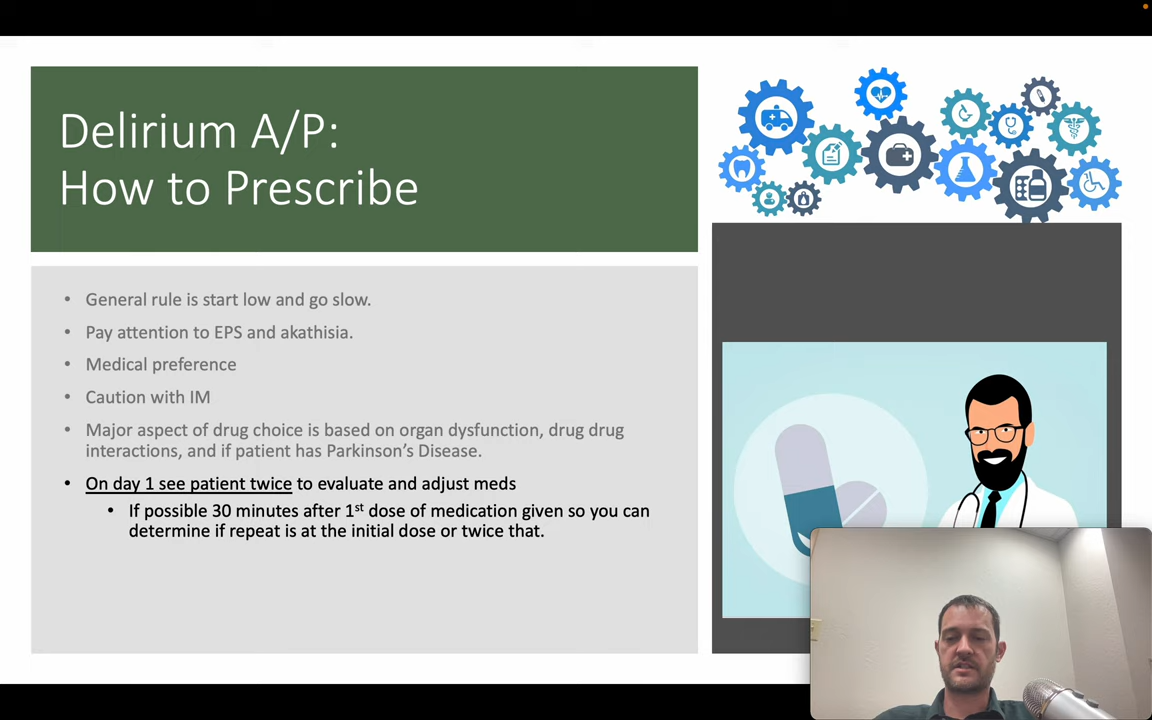 Delirium A/P:
How to Prescribe
• General rule is start low and go slow.
• Pay attention to EPS and akathisia.
• Medical preference
• Caution with IM
• Major aspect of drug choice is based on organ dysfunction, drug drug
interactions, and if patient has Parkinson's Disease.
• On day 1 see patient twice to evaluate and adjust meds
• If possible 30 minutes after 1st dose of medication given so you can
determine if repeat is at the initial dose or twice that.